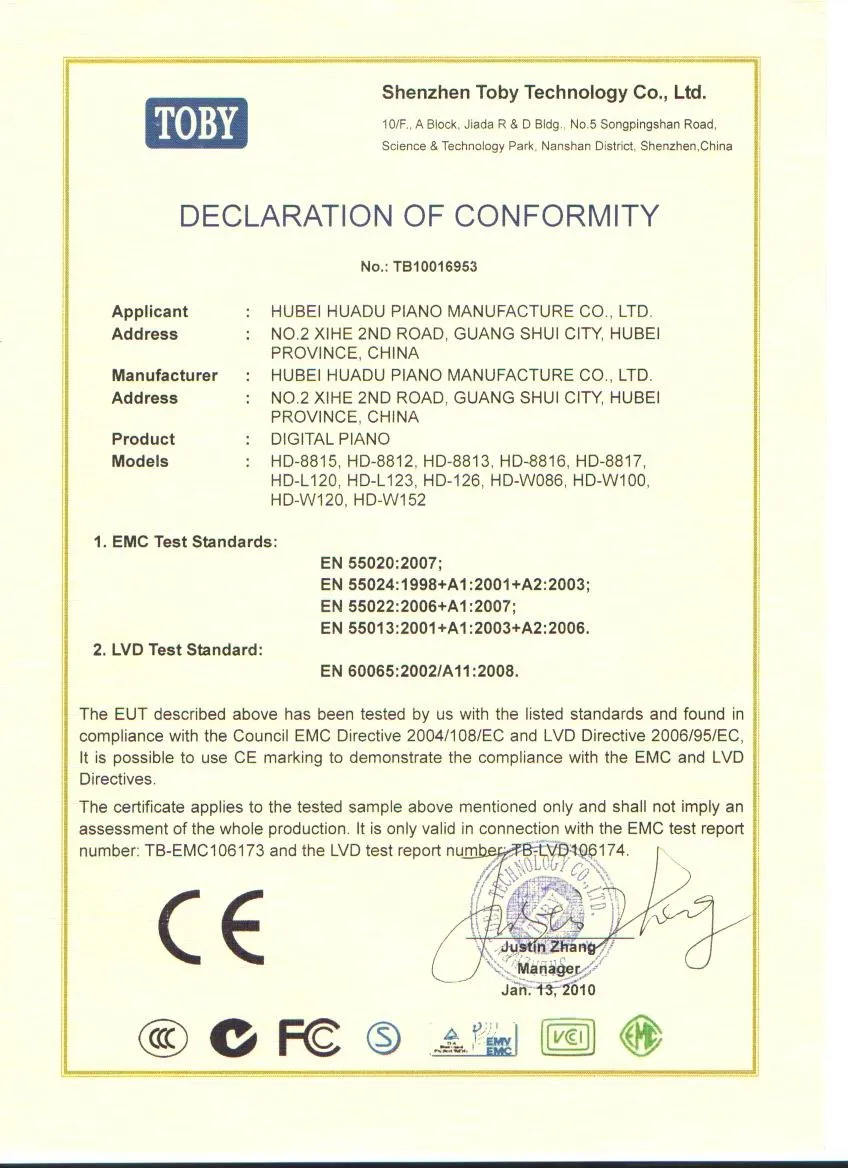 TOBY
Shenzhen Toby Technology Co., Ltd.
10/F., A Block, Jiada R & D Bldg., No.5 Songpingshan Road,
Science & Technology Park, Nanshan District, Shenzhen,China
DECLARATION OF CONFORMITY
No.: TB10016953
Applicant : HUBEI HUADU PIANO MANUFACTURE CO., LTD.
Address : NO.2 XIHE 2ND ROAD, GUANG SHUI CITY, HUBEI
PROVINCE, CHINA
Manufacturer : HUBEI HUADU PIANO MANUFACTURE CO., LTD.
Address : NO.2 XIHE 2ND ROAD, GUANG SHUI CITY, HUBEI
PROVINCE, CHINA
Product : DIGITAL PIANO
Models : HD-8815, HD-8812, HD-8813, HD-8816, HD-8817,
HD-L120, HD-L123, HD-126, HD-W086, HD-W100,
HD-W120, HD-W152
1. EMC Test Standards:
EN 55020:2007;
EN 55024:1998+A1:2001+A2:2003;
EN 55022:2006+A1:2007;
EN 55013:2001+A1:2003+A2:2006.
2. LVD Test Standard:
EN 60065:2002/A11:2008.
The EUT described above has been tested by us with the listed standards and found in
compliance with the Council EMC Directive 2004/108/EC and LVD Directive 2006/95/EC,
It is possible to use CE marking to demonstrate the compliance with the EMC and LVD
Directives.
The certificate applies to the tested sample above mentioned only and shall not imply an
assessment of the whole production. It is only valid in connection with the EMC test report
number: TB-EMC106173 and the LVD test report number: TB-LVD106174.
CE
TECHNOLOGY CO., LTD.
Justin Zhang
Justin Zhang
Manager
Jan. 13, 2010
CCC
FC
S
EMV
EMC
VCI
EMC